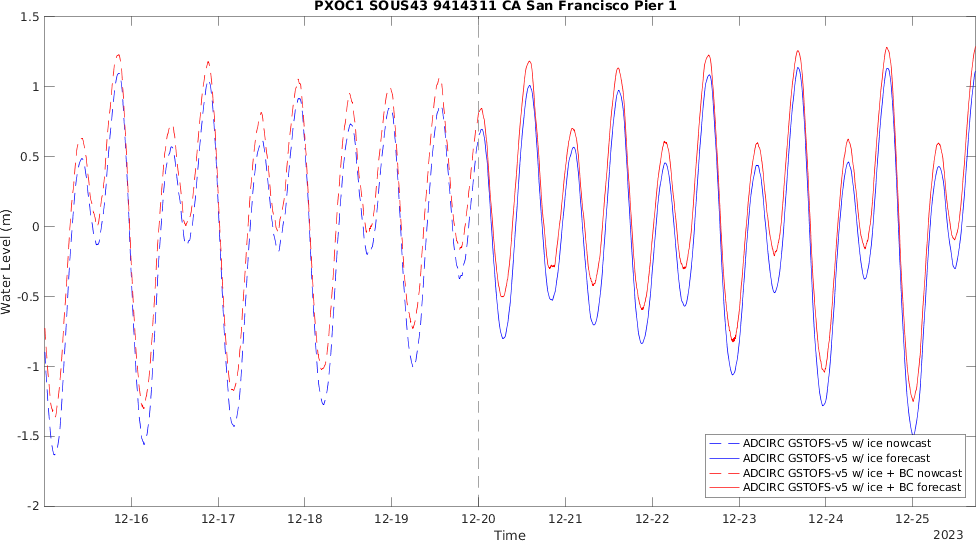 PXOC1 SOUS43 9414311 CA San Francisco Pier 1
1.5
1
0.5
0
-0.5
-1
-1.5
-2
Water Level (m)
12-16 12-17 12-18 12-19 12-20 12-21 12-22 12-23 12-24 12-25
Time
2023
ADCIRC GSTOFS-v5 w/ ice nowcast
ADCIRC GSTOFS-v5 w/ ice forecast
ADCIRC GSTOFS-v5 w/ ice + BC nowcast
ADCIRC GSTOFS-v5 w/ ice + BC forecast